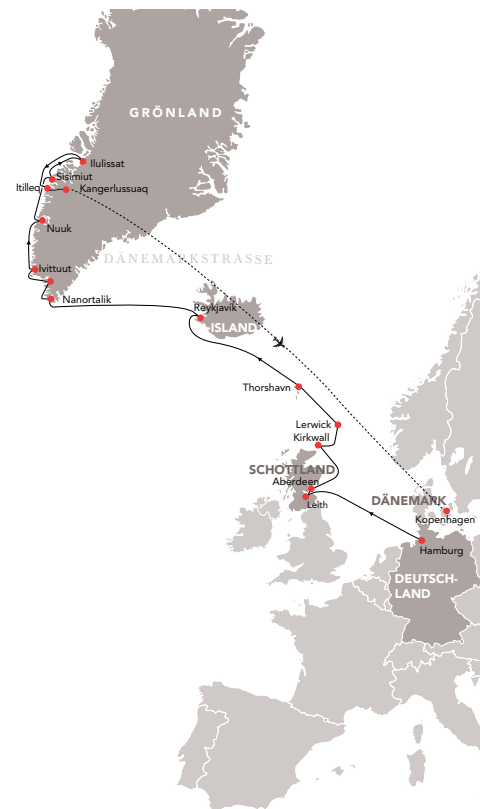 GRÖNLAND
Ilulissat
Sisimiut
Itilleq
Kangerlussuaq
Nuuk
DÄNEMARKSTRASSE
Ivittuut
Nanortalik
Reykjavik
ISLAND
Thorshavn
Lerwick
Kirkwall
SCHOTTLAND
Aberdeen
Leith
DÄNEMARK
Kopenhagen
Hamburg
DEUTSCH-
LAND